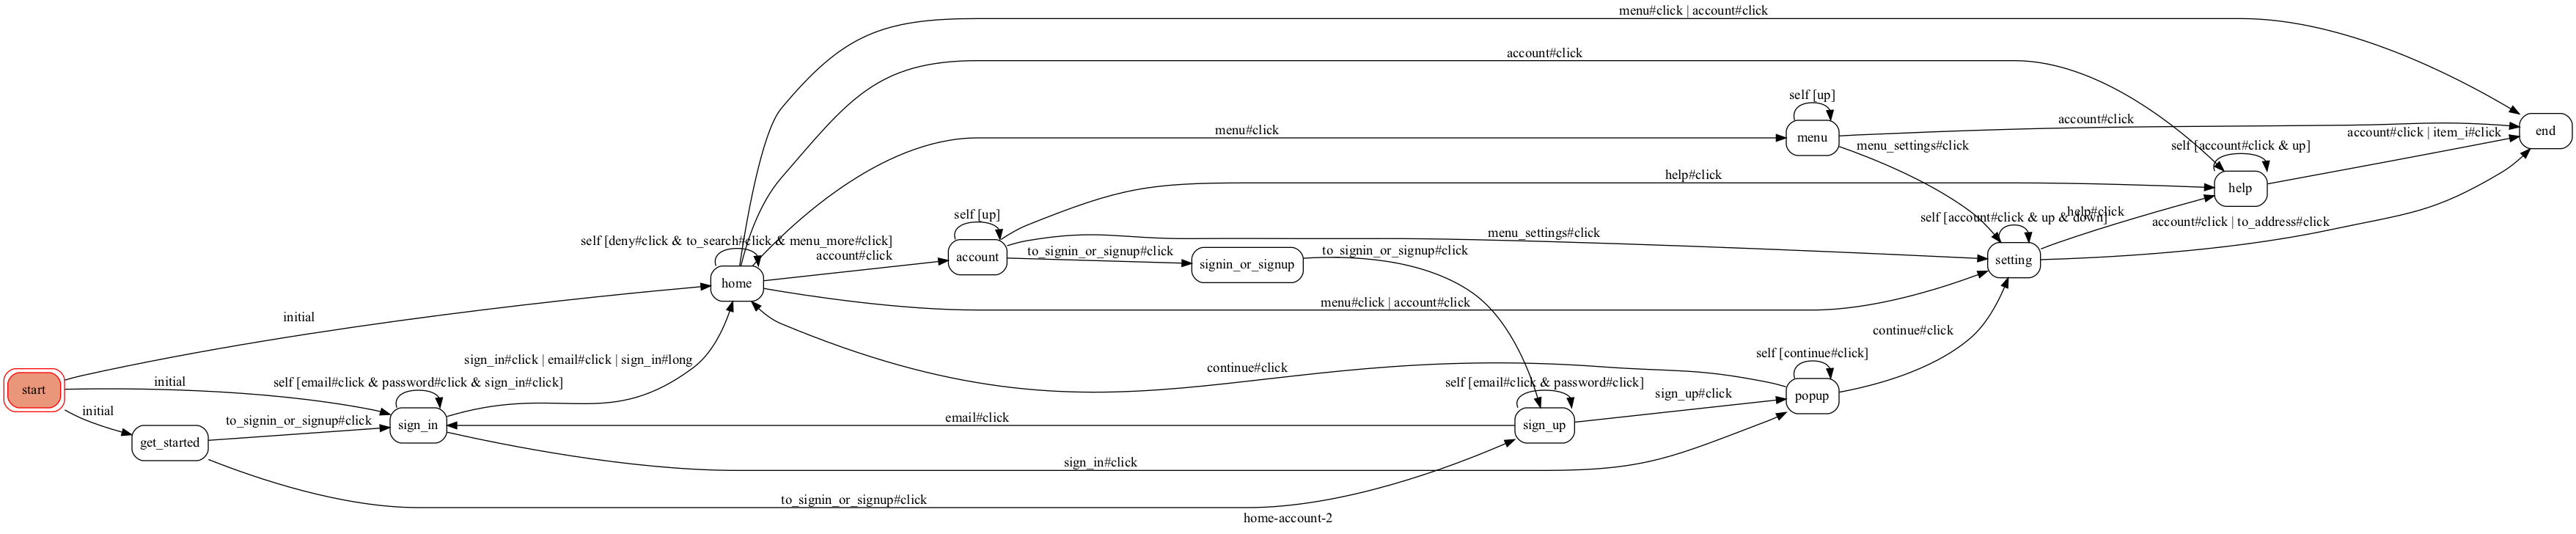 menu#click | account#click
account#click
self [up]
menu#click
menu
account#click
end
account#click | item_i#click
menu_settings#click
self [account#click & up]
help#click
help
self [up]
self [account#click & up & down]
help#click
account#click | to_address#click
self [deny#click & to_search#click & menu_more#click]
account#click
account
to_signin_or_signup#click
signin_or_signup
to_signin_or_signup#click
menu_settings#click
setting
home
menu#click | account#click
initial
continue#click
sign_in#click | email#click | sign_in#long
continue#click
self [continue#click]
start
initial
self [email#click & password#click & sign_in#click]
self [email#click & password#click]
sign_up#click
popup
initial
get_started
to_signin_or_signup#click
sign_in
email#click
sign_up
sign_in#click
to_signin_or_signup#click
home-account-2